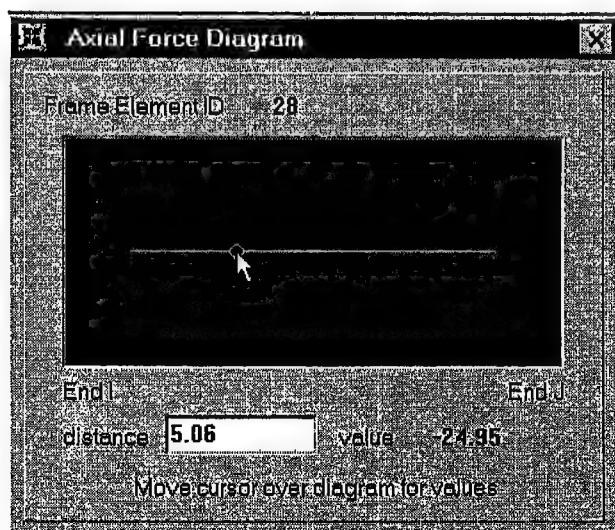 Axial Force Diagram
Frame Element ID 28
End I End J
distance 5.06 value -24.95
Move cursor over diagram for values